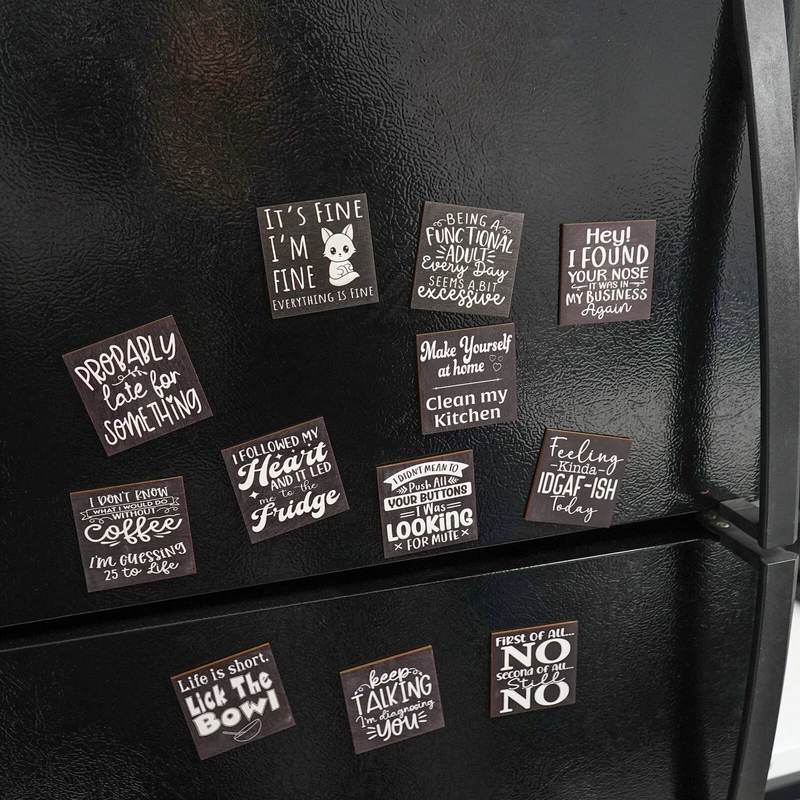 IT'S FINE
I'M
FINE
EVERYTHING IS FINE
BEING A
FUNCTIONAL
ADULT
Every Day
SEEMS A BIT
excessive
Hey!
I FOUND
YOUR NOSE
IT WAS IN
MY BUSINESS
Again
PROBABLY
late for
SOMETHING
Make Yourself
at home
Clean my
Kitchen
I DON'T KNOW
WHAT I WOULD DO
WITHOUT
Coffee
I'M GUESSING
25 to Life
I FOLLOWED MY
Heart
AND IT LED
me to the
Fridge
I DIDN'T MEAN TO
Push All
YOUR BUTTONS
I Was
LOOKING
FOR MUTE
Feeling
-Kinda-
IDGAF-ISH
Today
Life is short.
Lick The
Bowl
keep
TALKING
I'm diagnosing
YOU
FIRST OF ALL...
NO
second of all...
Still
NO